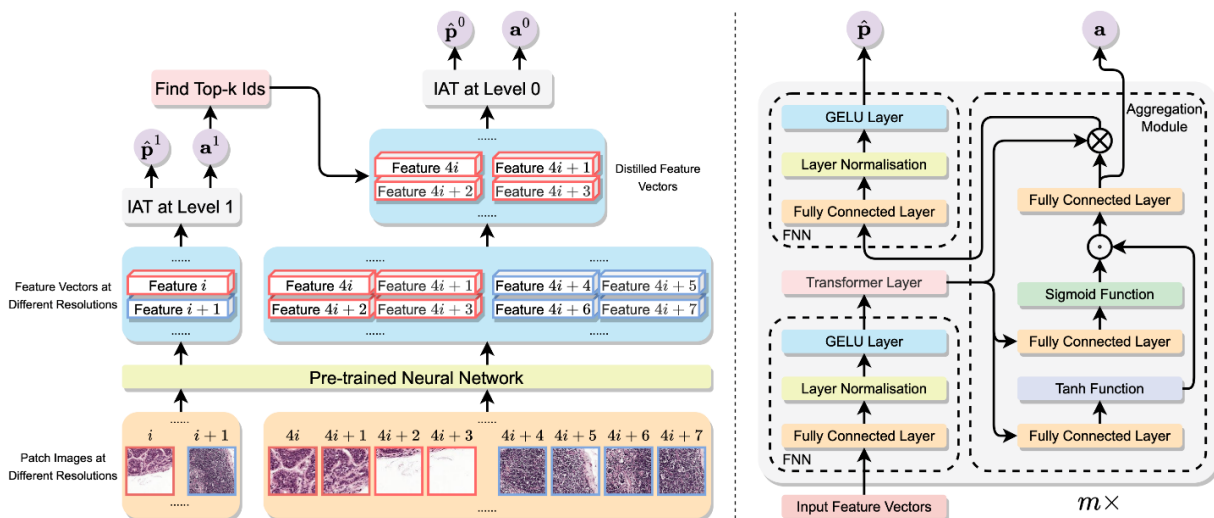 p̂⁰ a⁰
IAT at Level 0
Find Top-k Ids
p̂¹ a¹
IAT at Level 1
......
Feature 4i Feature 4i + 1
Feature 4i + 2 Feature 4i + 3
......
Distilled Feature
Vectors
Feature Vectors at
Different Resolutions
......
Feature i
Feature i + 1
......
......
Feature 4i Feature 4i + 1 Feature 4i + 4 Feature 4i + 5
Feature 4i + 2 Feature 4i + 3 Feature 4i + 6 Feature 4i + 7
......
Pre-trained Neural Network
Patch Images at
Different Resolutions
......
i i + 1
......
......
4i 4i + 1 4i + 2 4i + 3 4i + 4 4i + 5 4i + 6 4i + 7
......
p̂ a
GELU Layer
Layer Normalisation
Fully Connected Layer
FNN
Transformer Layer
GELU Layer
Layer Normalisation
Fully Connected Layer
FNN
Input Feature Vectors
Aggregation
Module
Fully Connected Layer
Sigmoid Function
Fully Connected Layer
Tanh Function
Fully Connected Layer
m×